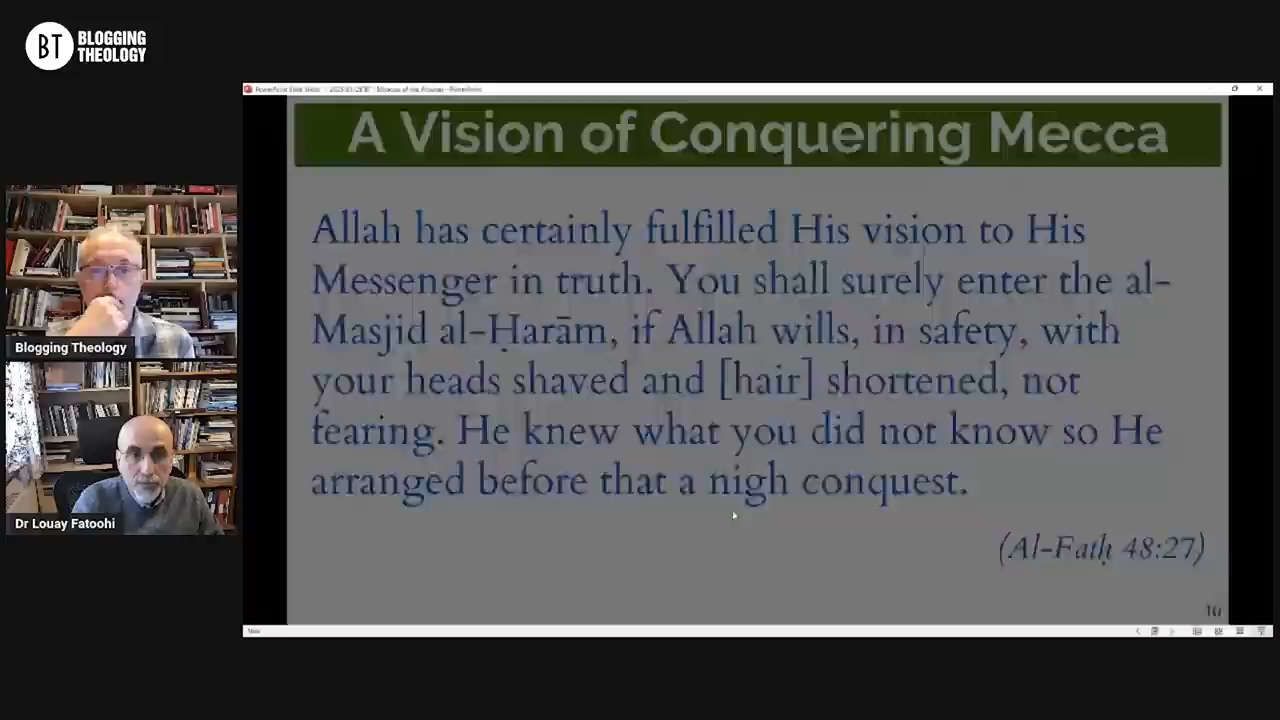 BT BLOGGING
THEOLOGY
A Vision of Conquering Mecca
Allah has certainly fulfilled His vision to His
Messenger in truth. You shall surely enter the al-
Masjid al-Ḥarām, if Allah wills, in safety, with
your heads shaved and [hair] shortened, not
fearing. He knew what you did not know so He
arranged before that a nigh conquest.
(Al-Fatḥ 48:27)
10
Blogging Theology
Dr Louay Fatoohi